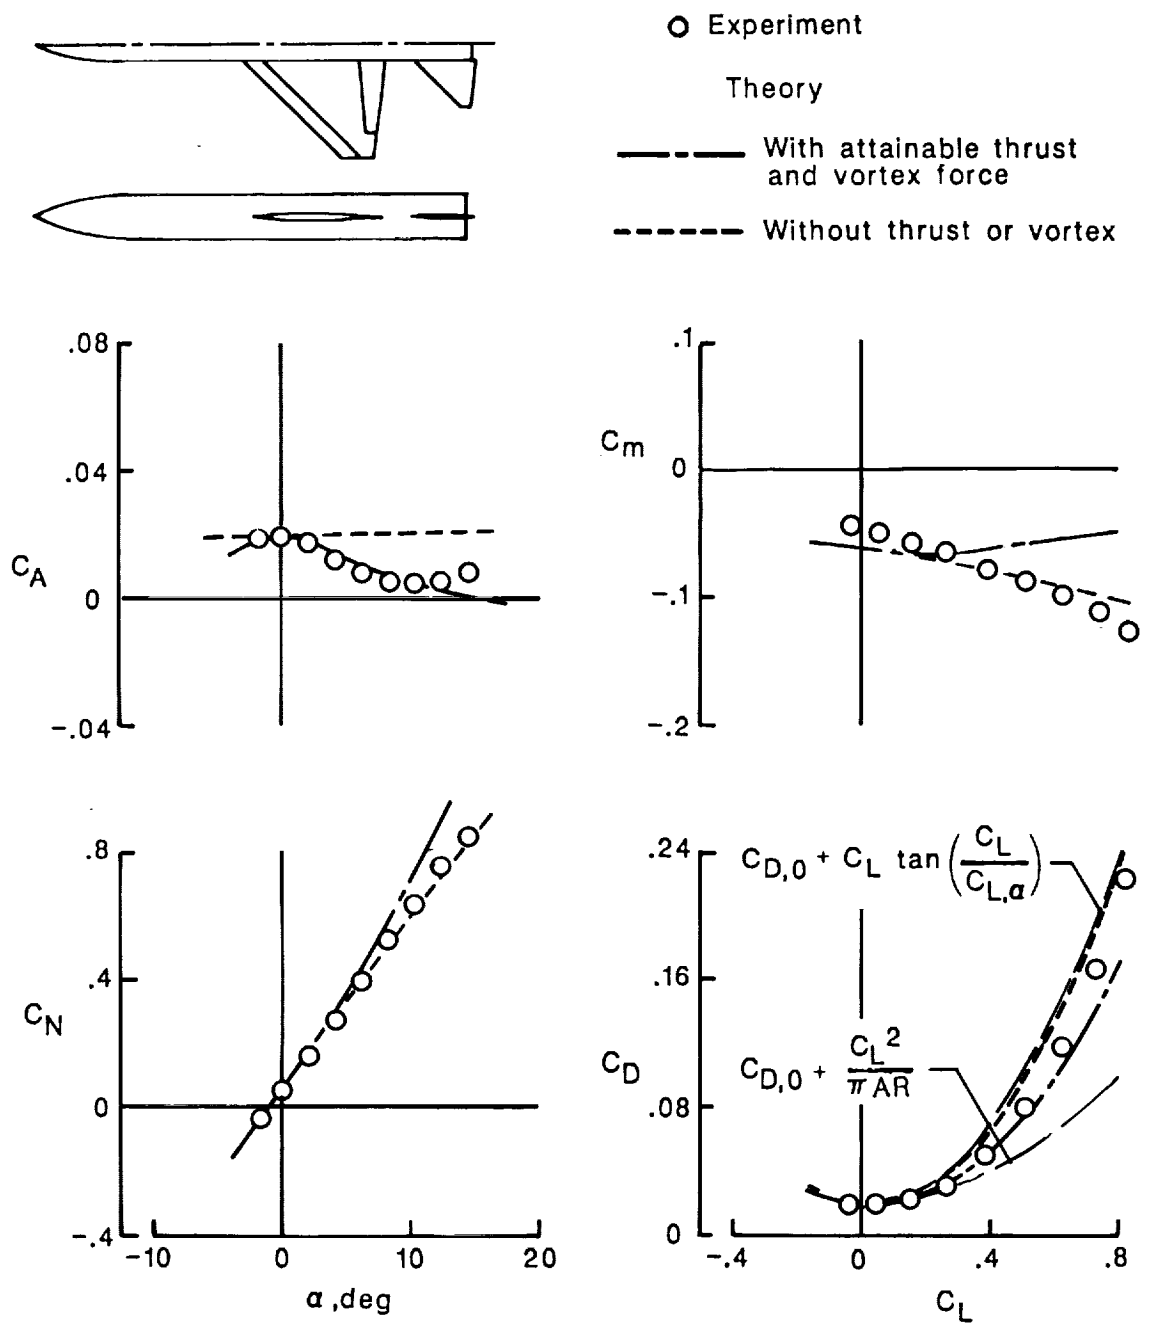 Experiment
Theory
With attainable thrust
and vortex force
Without thrust or vortex
.08
.04
0
-.04
C_A
.1
0
-.1
-.2
C_m
.8
.4
0
-.4
C_N
-10 0 10 20
α,deg
.24
.16
.08
0
C_D
C_D,0 + C_L tan(C_L/C_L,α)
C_D,0 + C_L²/πAR
-.4 0 .4 .8
C_L